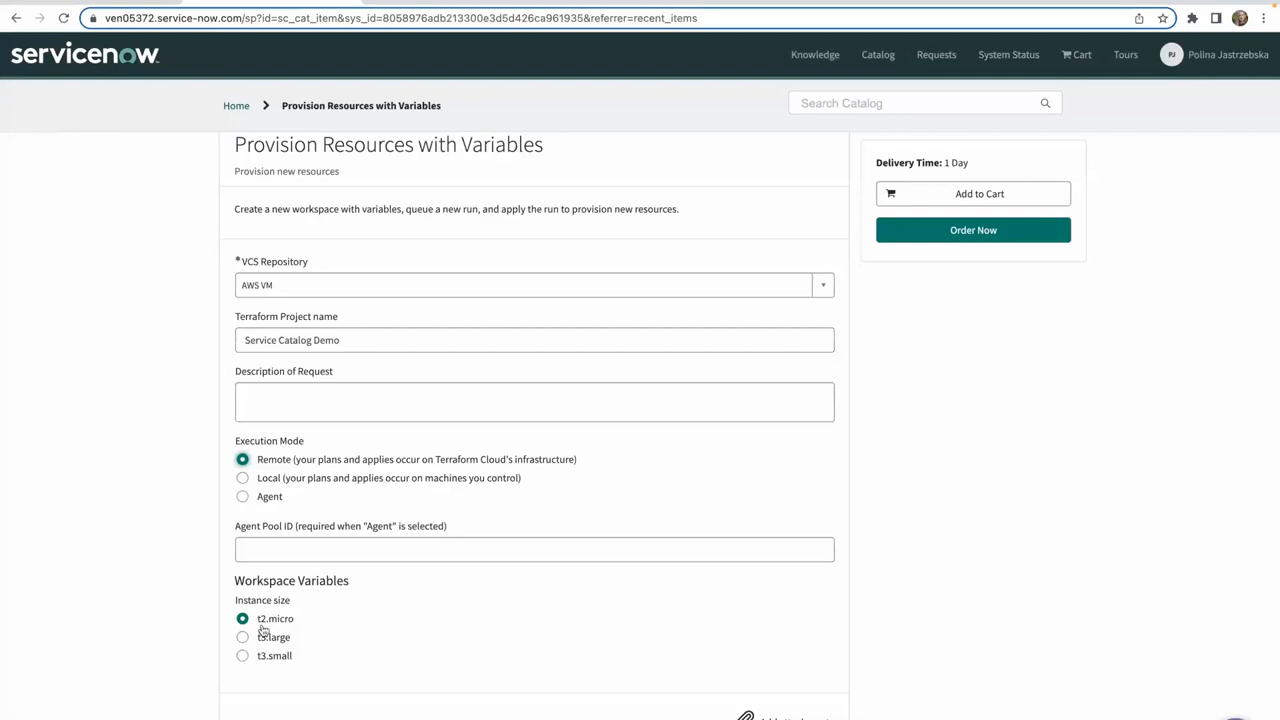 ven05372.service-now.com/sp?id=sc_cat_item&sys_id=8058976adb213300e3d5d426ca961935&referrer=recent_items
servicenow Knowledge Catalog Requests System Status Cart Tours PJ Polina Jastrzebska
Home Provision Resources with Variables Search Catalog
Provision Resources with Variables
Provision new resources
Create a new workspace with variables, queue a new run, and apply the run to provision new resources.
Delivery Time: 1 Day
Add to Cart
Order Now
* VCS Repository
AWS VM
Terraform Project name
Service Catalog Demo
Description of Request
Execution Mode
Remote (your plans and applies occur on Terraform Cloud's infrastructure)
Local (your plans and applies occur on machines you control)
Agent
Agent Pool ID (required when "Agent" is selected)
Workspace Variables
Instance size
t2.micro
t3.large
t3.small